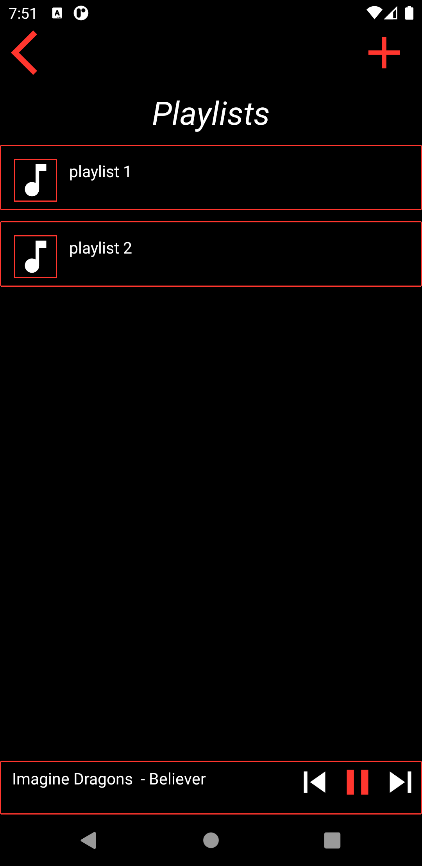 7:51
Playlists
playlist 1
playlist 2
Imagine Dragons  - Believer